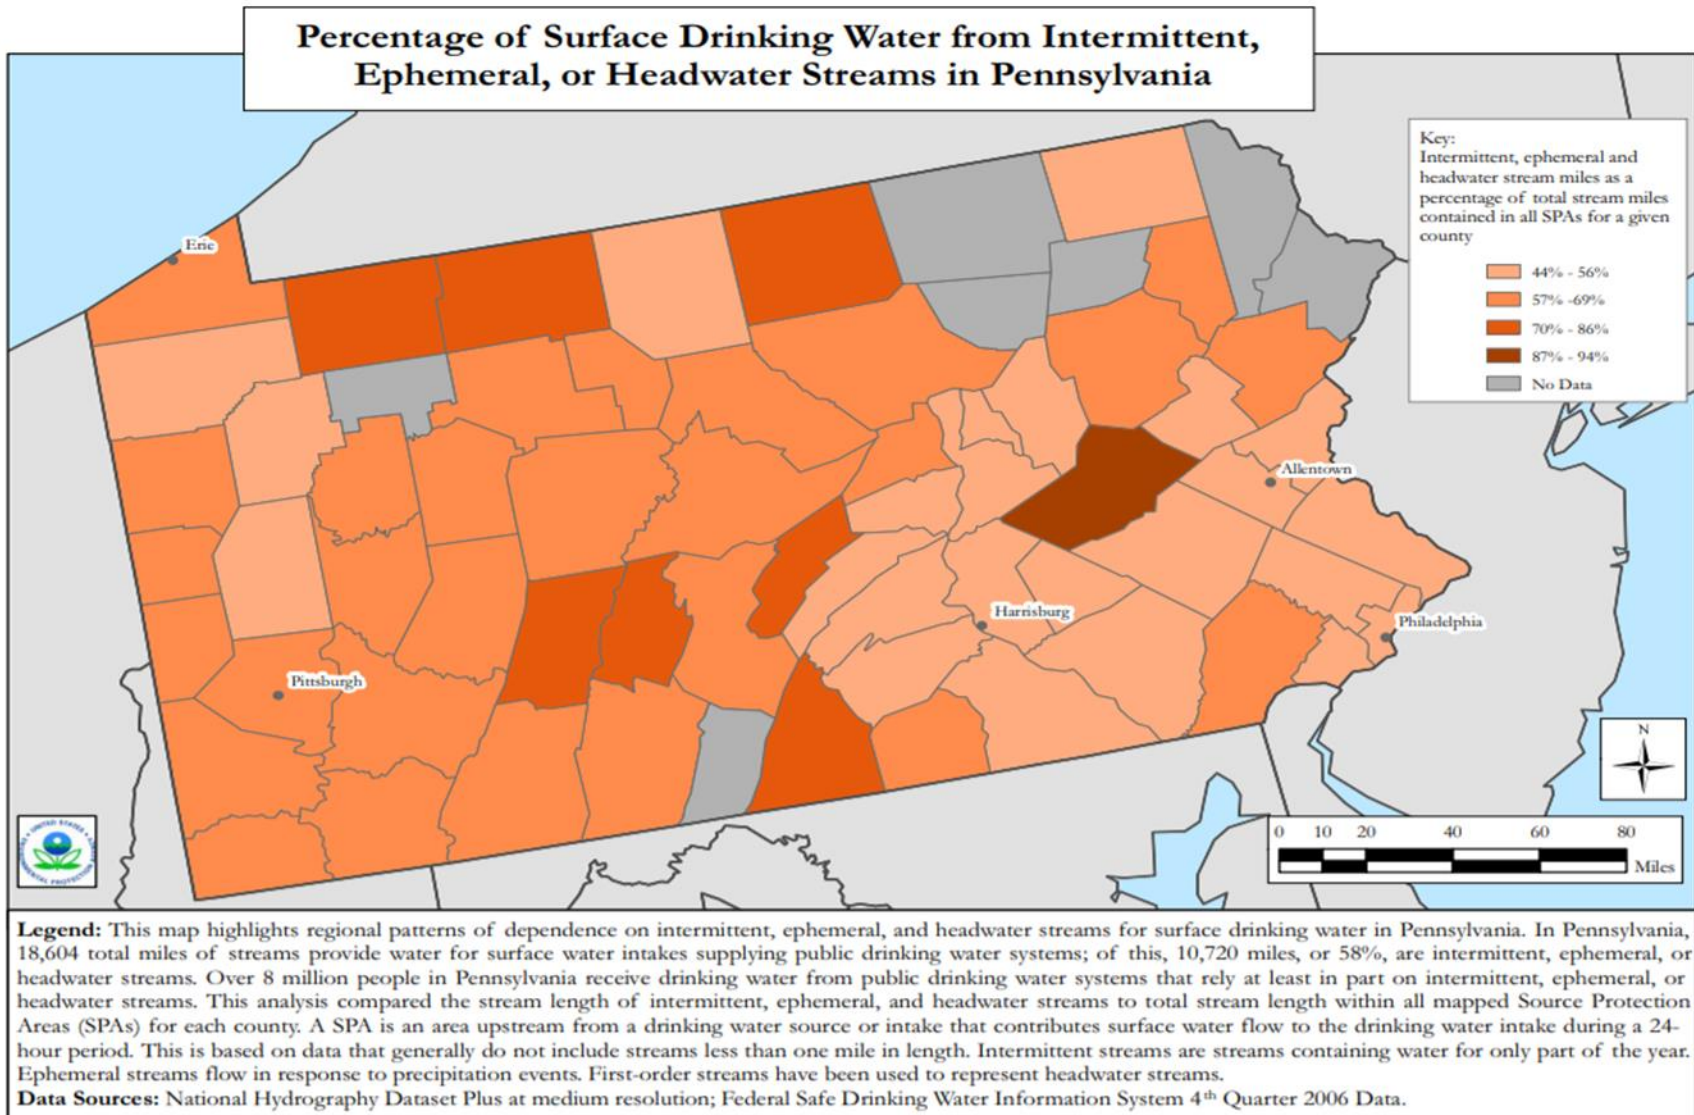 Percentage of Surface Drinking Water from Intermittent,
Ephemeral, or Headwater Streams in Pennsylvania
Key:
Intermittent, ephemeral and
headwater stream miles as a
percentage of total stream miles
contained in all SPAs for a given
county
44% - 56%
57% -69%
70% - 86%
87% - 94%
No Data
Erie
Allentown
Harrisburg
Philadelphia
Pittsburgh
N
0 10 20 40 60 80
Miles
Legend: This map highlights regional patterns of dependence on intermittent, ephemeral, and headwater streams for surface drinking water in Pennsylvania. In Pennsylvania,
18,604 total miles of streams provide water for surface water intakes supplying public drinking water systems; of this, 10,720 miles, or 58%, are intermittent, ephemeral, or
headwater streams. Over 8 million people in Pennsylvania receive drinking water from public drinking water systems that rely at least in part on intermittent, ephemeral, or
headwater streams. This analysis compared the stream length of intermittent, ephemeral, and headwater streams to total stream length within all mapped Source Protection
Areas (SPAs) for each county. A SPA is an area upstream from a drinking water source or intake that contributes surface water flow to the drinking water intake during a 24-
hour period. This is based on data that generally do not include streams less than one mile in length. Intermittent streams are streams containing water for only part of the year.
Ephemeral streams flow in response to precipitation events. First-order streams have been used to represent headwater streams.
Data Sources: National Hydrography Dataset Plus at medium resolution; Federal Safe Drinking Water Information System 4th Quarter 2006 Data.